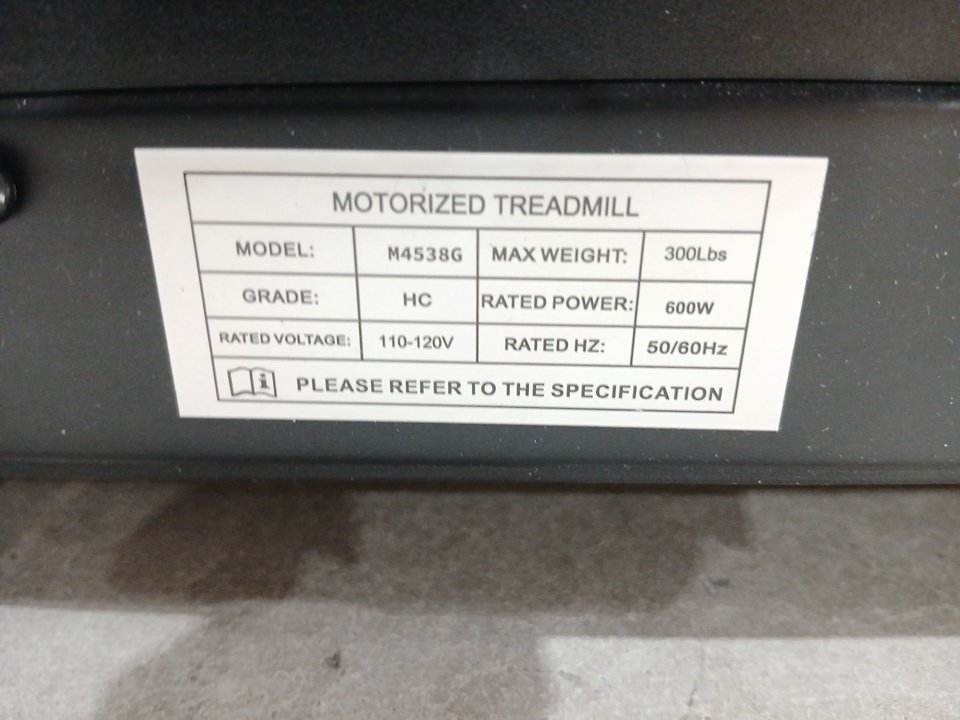 MOTORIZED TREADMILL
MODEL: M4538G MAX WEIGHT: 300Lbs
GRADE: HC RATED POWER: 600W
RATED VOLTAGE: 110-120V RATED HZ: 50/60Hz
i PLEASE REFER TO THE SPECIFICATION